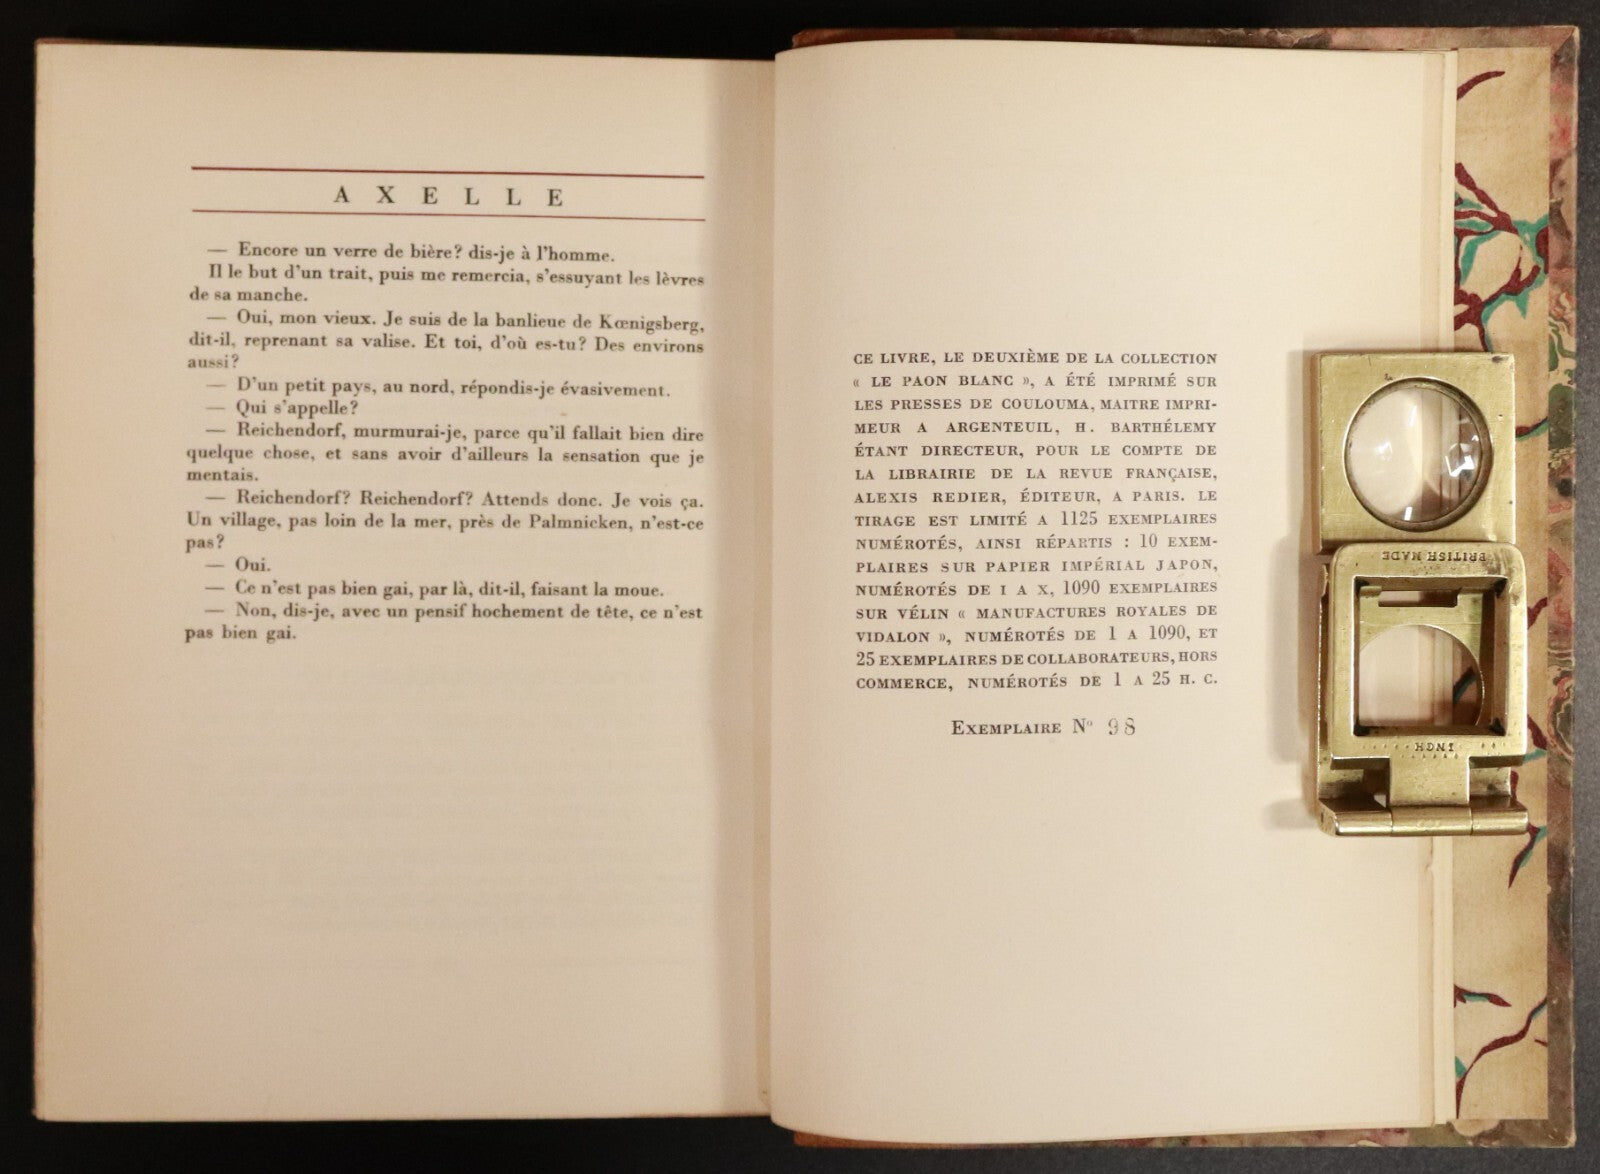 AXELLE
— Encore un verre de bière? dis-je à l'homme.
Il le but d'un trait, puis me remercia, s'essuyant les lèvres
de sa manche.
— Oui, mon vieux. Je suis de la banlieue de Kœnigsberg,
dit-il, reprenant sa valise. Et toi, d'où es-tu? Des environs
aussi?
— D'un petit pays, au nord, répondis-je évasivement.
— Qui s'appelle?
— Reichendorf, murmurai-je, parce qu'il fallait bien dire
quelque chose, et sans avoir d'ailleurs la sensation que je
mentais.
— Reichendorf? Reichendorf? Attends donc. Je vois ça.
Un village, pas loin de la mer, près de Palmnicken, n'est-ce
pas?
— Oui.
— Ce n'est pas bien gai, par là, dit-il, faisant la moue.
— Non, dis-je, avec un pensif hochement de tête, ce n'est
pas bien gai.
CE LIVRE, LE DEUXIÈME DE LA COLLECTION
« LE PAON BLANC », A ÉTÉ IMPRIMÉ SUR
LES PRESSES DE COULOUMA, MAITRE IMPRI-
MEUR A ARGENTEUIL, H. BARTHÉLEMY
ÉTANT DIRECTEUR, POUR LE COMPTE DE
LA LIBRAIRIE DE LA REVUE FRANÇAISE,
ALEXIS REDIER, ÉDITEUR, A PARIS. LE
TIRAGE EST LIMITÉ A 1125 EXEMPLAIRES
NUMÉROTÉS, AINSI RÉPARTIS : 10 EXEM-
PLAIRES SUR PAPIER IMPÉRIAL JAPON,
NUMÉROTÉS DE I A X, 1090 EXEMPLAIRES
SUR VÉLIN « MANUFACTURES ROYALES DE
VIDALON », NUMÉROTÉS DE 1 A 1090, ET
25 EXEMPLAIRES DE COLLABORATEURS, HORS
COMMERCE, NUMÉROTÉS DE 1 A 25 H. C.
EXEMPLAIRE N° 98
BRITISH MADE
INCH